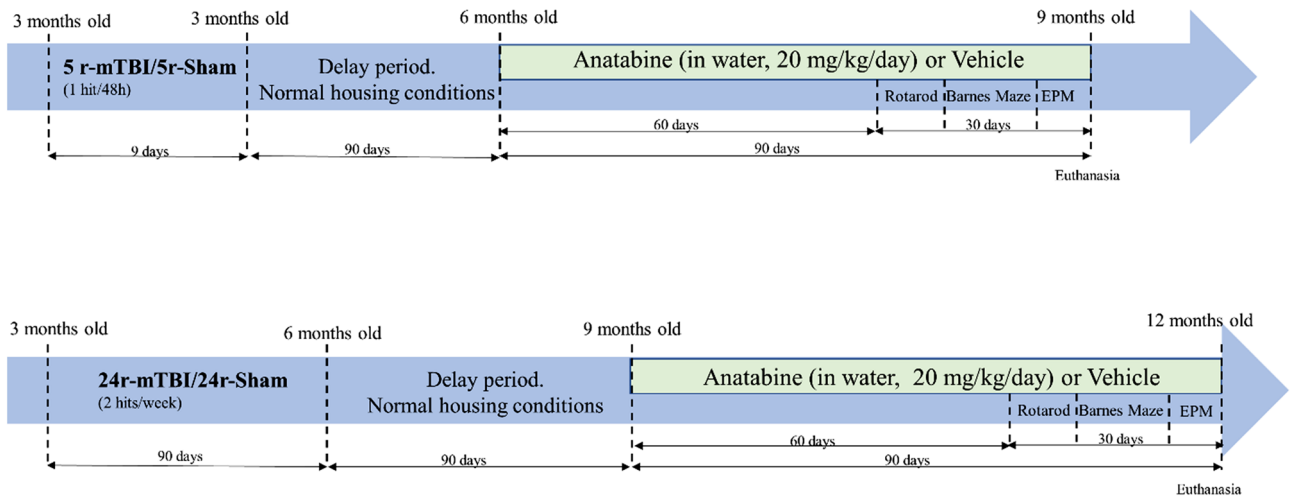 3 months old
3 months old
6 months old
9 months old
5 r-mTBI/5r-Sham
(1 hit/48h)
Delay period.
Normal housing conditions
Anatabine (in water, 20 mg/kg/day) or Vehicle
Rotarod
Barnes Maze
EPM
60 days
30 days
9 days
90 days
90 days
Euthanasia
3 months old
6 months old
9 months old
12 months old
24r-mTBI/24r-Sham
(2 hits/week)
Delay period.
Normal housing conditions
Anatabine (in water, 20 mg/kg/day) or Vehicle
Rotarod
Barnes Maze
EPM
60 days
30 days
90 days
90 days
90 days
Euthanasia